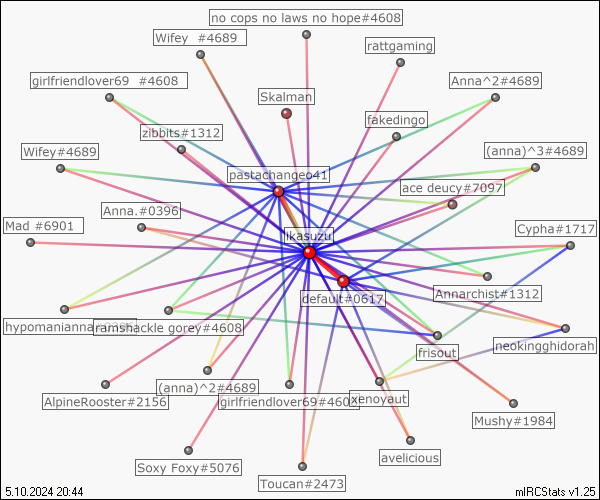 no cops no laws no hope#4608
Wifey  #4689
rattgaming
girlfriendlover69  #4608
Anna^2#4689
Skalman
fakedingo
zibbits#1312
Wifey#4689
(anna)^3#4689
pastachangeo41
ace deucy#7097
Anna.#0396
Mad #6901
Cypha#1717
likasuzu
Annarchist#1312
default#0617
hypomanianna
ramshackle gorey#4608
neokingghidorah
frisout
(anna)^2#4689
AlpineRooster#2156
girlfriendlover69#460
xenoyaut
Mushy#1984
avelicious
Soxy Foxy#5076
Toucan#2473
5.10.2024 20:44
mIRCStats v1.25